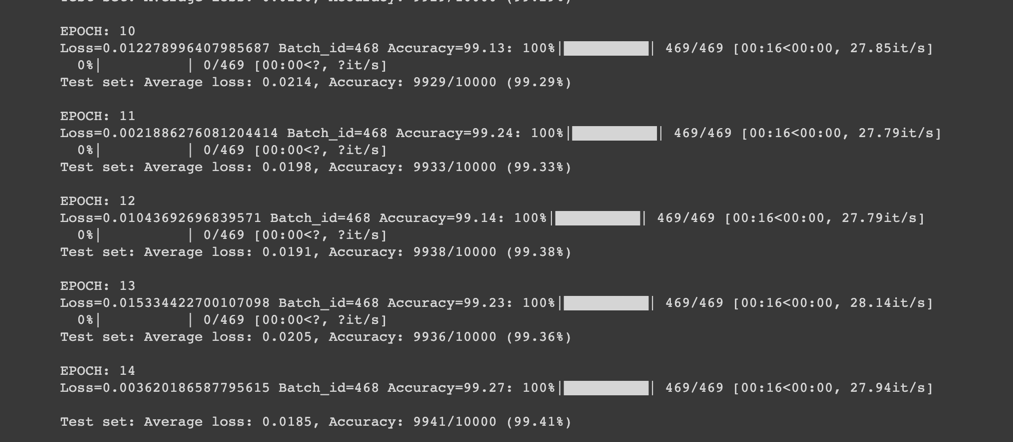 EPOCH: 10
Loss=0.012278996407985687 Batch_id=468 Accuracy=99.13: 100%|██████████| 469/469 [00:16<00:00, 27.85it/s]
0%|          | 0/469 [00:00<?, ?it/s]
Test set: Average loss: 0.0214, Accuracy: 9929/10000 (99.29%)
EPOCH: 11
Loss=0.0021886276081204414 Batch_id=468 Accuracy=99.24: 100%|██████████| 469/469 [00:16<00:00, 27.79it/s]
0%|          | 0/469 [00:00<?, ?it/s]
Test set: Average loss: 0.0198, Accuracy: 9933/10000 (99.33%)
EPOCH: 12
Loss=0.01043692696839571 Batch_id=468 Accuracy=99.14: 100%|██████████| 469/469 [00:16<00:00, 27.79it/s]
0%|          | 0/469 [00:00<?, ?it/s]
Test set: Average loss: 0.0191, Accuracy: 9938/10000 (99.38%)
EPOCH: 13
Loss=0.015334422700107098 Batch_id=468 Accuracy=99.23: 100%|██████████| 469/469 [00:16<00:00, 28.14it/s]
0%|          | 0/469 [00:00<?, ?it/s]
Test set: Average loss: 0.0205, Accuracy: 9936/10000 (99.36%)
EPOCH: 14
Loss=0.003620186587795615 Batch_id=468 Accuracy=99.27: 100%|██████████| 469/469 [00:16<00:00, 27.94it/s]
Test set: Average loss: 0.0185, Accuracy: 9941/10000 (99.41%)